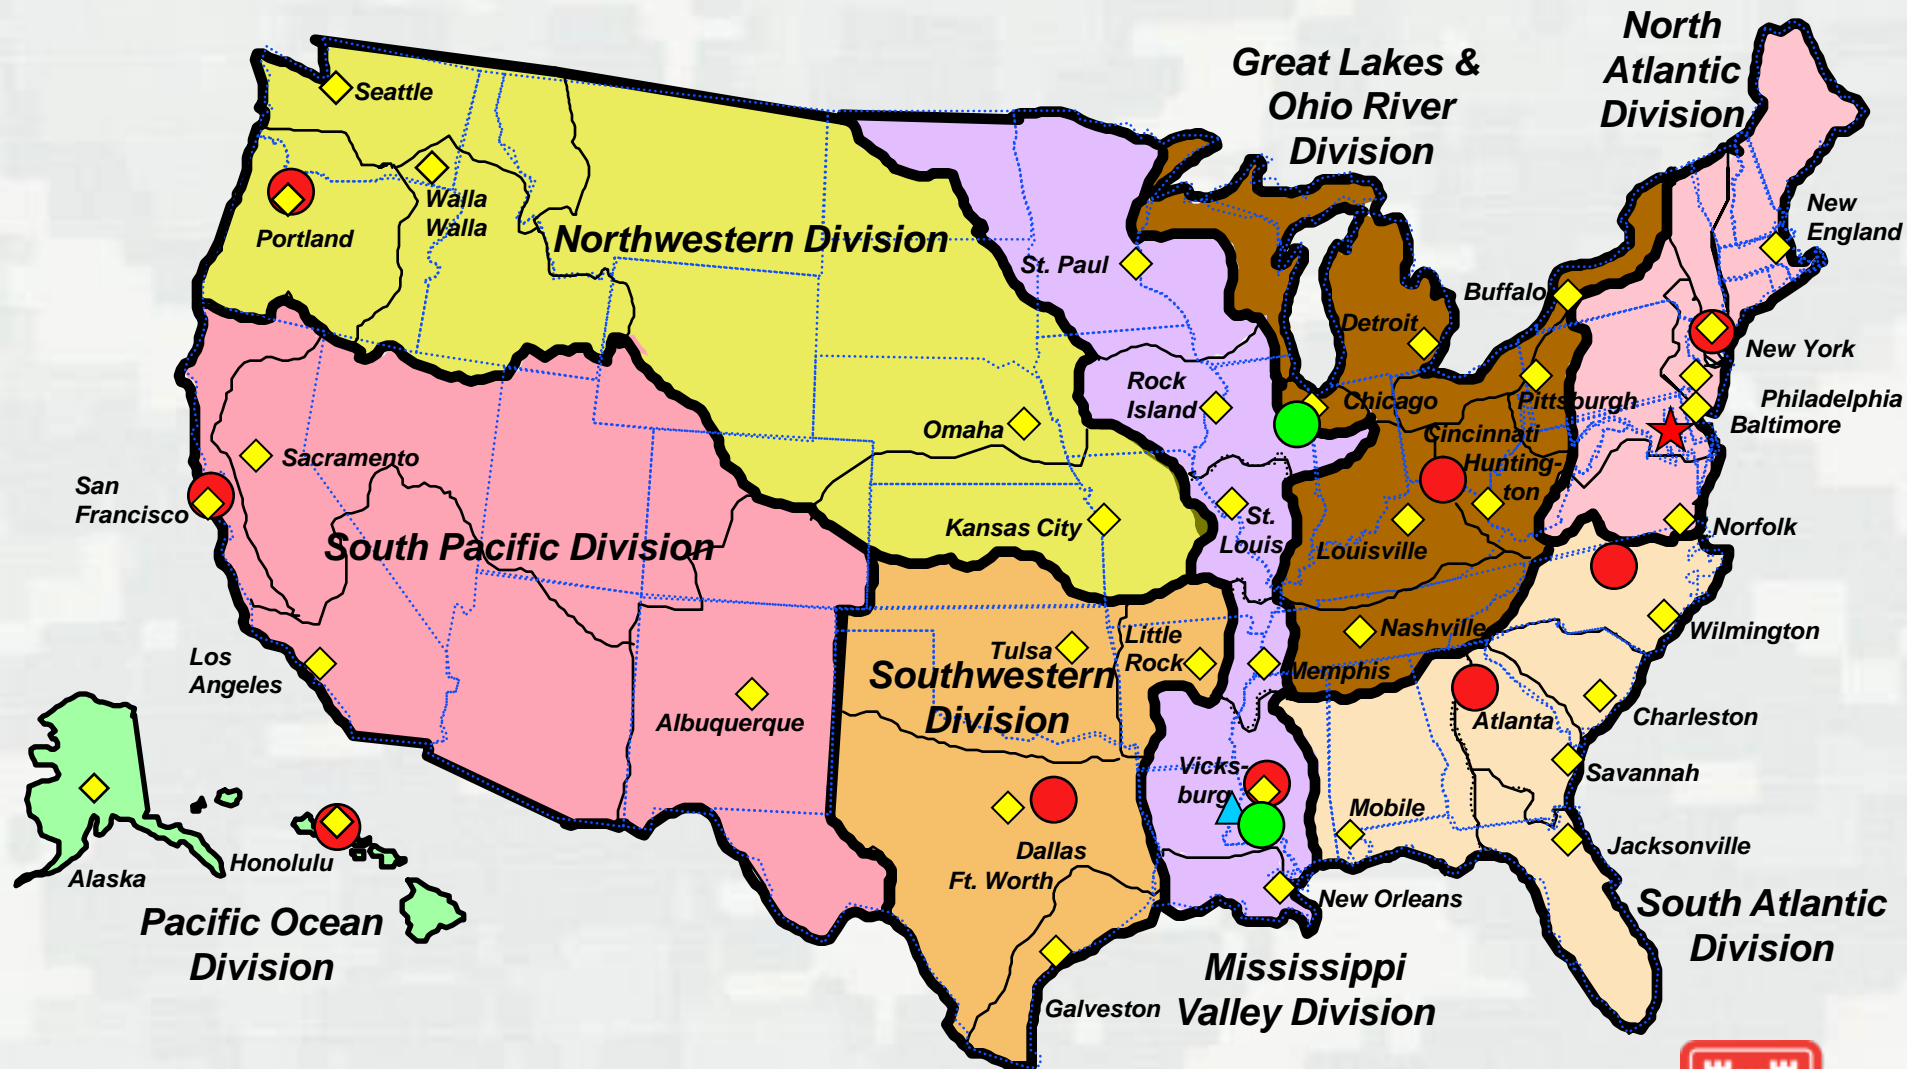 North
Atlantic
Division
Great Lakes &
Ohio River
Division
Seattle
Walla
Walla
Portland
Northwestern Division
St. Paul
New
England
Buffalo
Detroit
New York
Rock
Island
Chicago
Pittsburgh
Philadelphia
Baltimore
Omaha
Cincinnati
Hunting-
ton
Sacramento
San
Francisco
Kansas City
St.
Louis
Louisville
Norfolk
South Pacific Division
Nashville
Wilmington
Tulsa
Little
Rock
Memphis
Los
Angeles
Southwestern
Division
Albuquerque
Atlanta
Charleston
Vicks-
burg
Savannah
Mobile
Jacksonville
Dallas
Ft. Worth
Honolulu
Alaska
New Orleans
South Atlantic
Division
Pacific Ocean
Division
Mississippi
Valley Division
Galveston